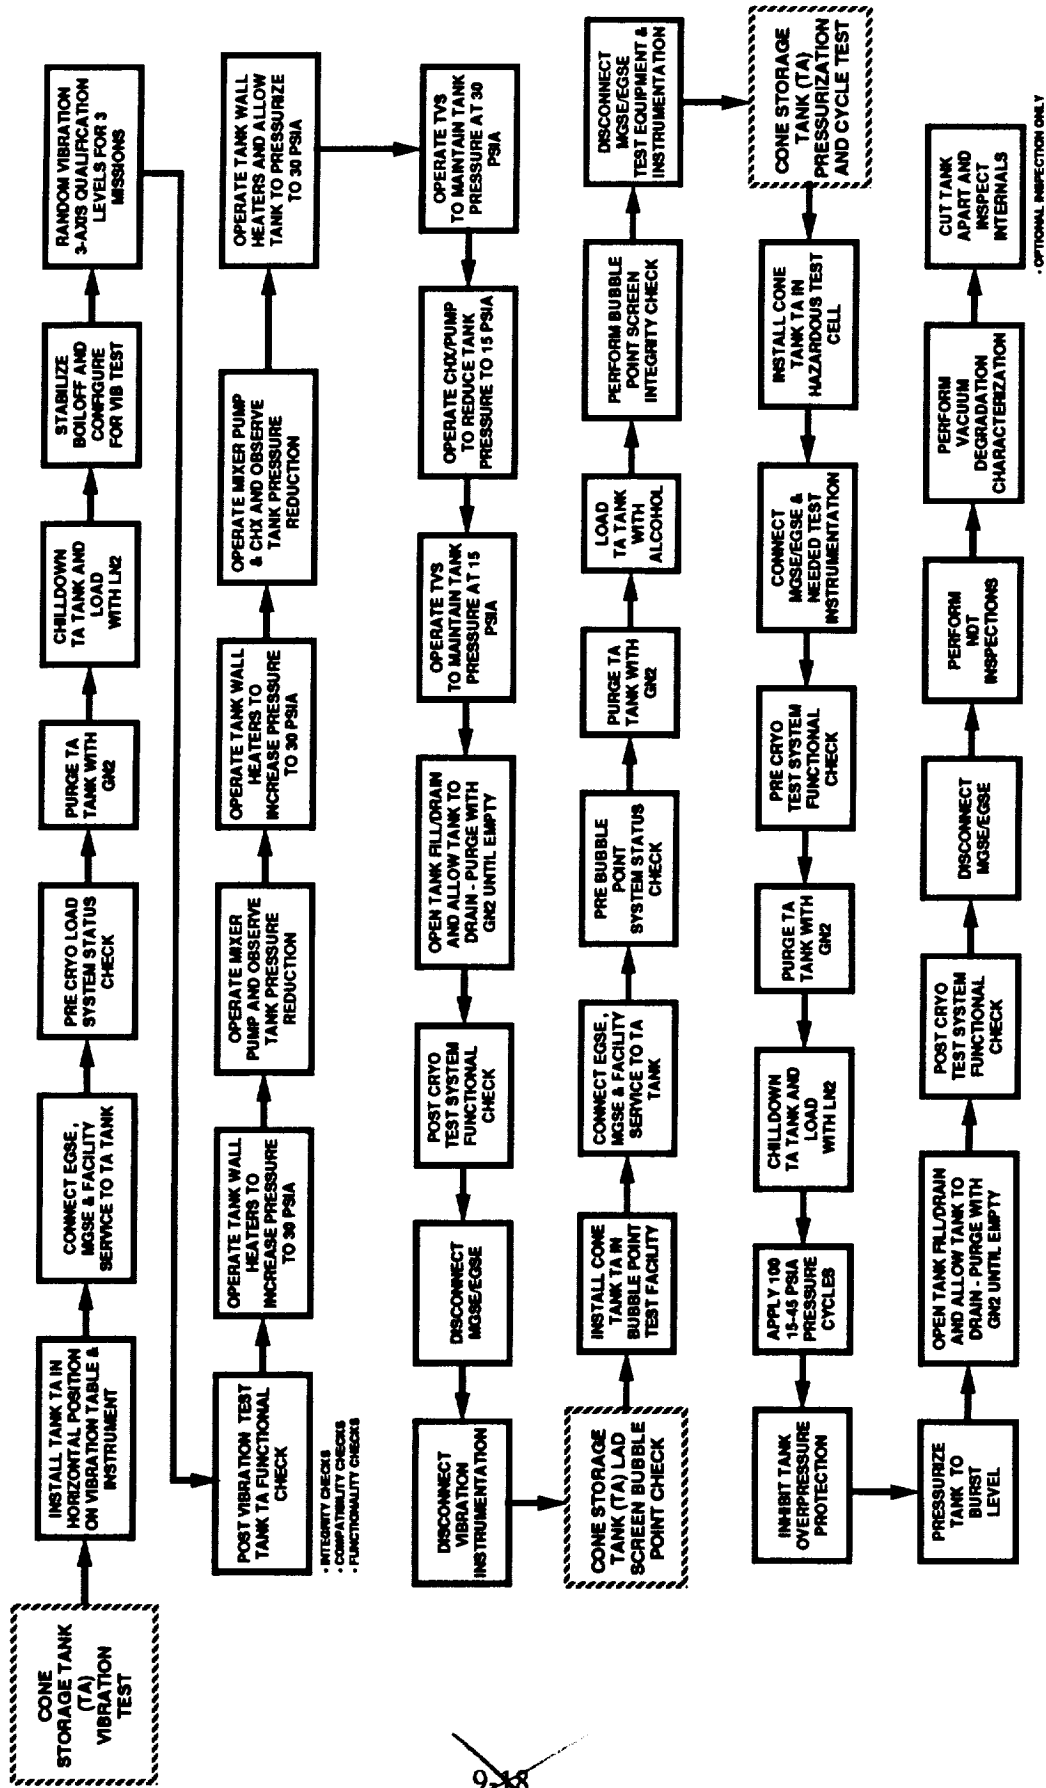 CONE
STORAGE TANK
(TA)
VIBRATION
TEST
INSTALL TANK TA IN
HORIZONTAL POSITION
ON VIBRATION TABLE &
INSTRUMENT
CONNECT EGSE,
MGSE & FACILITY
SERVICE TO TA TANK
PRE CRYO LOAD
SYSTEM STATUS
CHECK
PURGE TA
TANK WITH
GN2
CHILLDOWN
TA TANK AND
LOAD
WITH LN2
STABILIZE
BOILOFF AND
CONFIGURE
FOR VIB TEST
RANDOM VIBRATION
3-AXIS QUALIFICATION
LEVELS FOR 3
MISSIONS
POST VIBRATION TEST
TANK TA FUNCTIONAL
CHECK
· INTEGRITY CHECKS
· COMPATIBILITY CHECKS
· FUNCTIONALITY CHECKS
OPERATE TANK WALL
HEATERS TO
INCREASE PRESSURE
TO 30 PSIA
OPERATE MIXER
PUMP AND OBSERVE
TANK PRESSURE
REDUCTION
OPERATE TANK WALL
HEATERS TO
INCREASE PRESSURE
TO 30 PSIA
OPERATE MIXER PUMP
& CHX AND OBSERVE
TANK PRESSURE
REDUCTION
OPERATE TANK WALL
HEATERS AND ALLOW
TANK TO PRESSURIZE
TO 30 PSIA
OPERATE TVS
TO MAINTAIN TANK
PRESSURE AT 30
PSIA
OPERATE CHX/PUMP
TO REDUCE TANK
PRESSURE TO 15 PSIA
OPERATE TVS
TO MAINTAIN TANK
PRESSURE AT 15
PSIA
OPEN TANK FILL/DRAIN
AND ALLOW TANK TO
DRAIN - PURGE WITH
GN2 UNTIL EMPTY
POST CRYO
TEST SYSTEM
FUNCTIONAL
CHECK
DISCONNECT
MGSE/EGSE
DISCONNECT
VIBRATION
INSTRUMENTATION
CONE STORAGE
TANK (TA) LAD
SCREEN BUBBLE
POINT CHECK
INSTALL CONE
TANK TA IN
BUBBLE POINT
TEST FACILITY
CONNECT EGSE,
MGSE & FACILITY
SERVICE TO TA
TANK
PRE BUBBLE
POINT
SYSTEM STATUS
CHECK
PURGE TA
TANK WITH
GN2
LOAD
TA TANK
WITH
ALCOHOL
PERFORM BUBBLE
POINT SCREEN
INTEGRITY CHECK
DISCONNECT
MGSE/EGSE
TEST EQUIPMENT &
INSTRUMENTATION
CONE STORAGE
TANK (TA)
PRESSURIZATION
AND CYCLE TEST
INSTALL CONE
TANK TA IN
HAZARDOUS TEST
CELL
CONNECT
MGSE/EGSE &
NEEDED TEST
INSTRUMENTATION
PRE CRYO
TEST SYSTEM
FUNCTIONAL
CHECK
PURGE TA
TANK WITH
GN2
CHILLDOWN
TA TANK AND
LOAD
WITH LN2
APPLY 100
15-45 PSIA
PRESSURE
CYCLES
INHIBIT TANK
OVERPRESSURE
PROTECTION
PRESSURIZE
TANK TO
BURST
LEVEL
OPEN TANK FILL/DRAIN
AND ALLOW TANK TO
DRAIN - PURGE WITH
GN2 UNTIL EMPTY
POST CRYO
TEST SYSTEM
FUNCTIONAL
CHECK
DISCONNECT
MGSE/EGSE
PERFORM
NDT
INSPECTIONS
PERFORM
VACUUM
DEGRADATION
CHARACTERIZATION
CUT TANK
APART AND
INSPECT
INTERNALS
· OPTIONAL INSPECTION ONLY
9-18